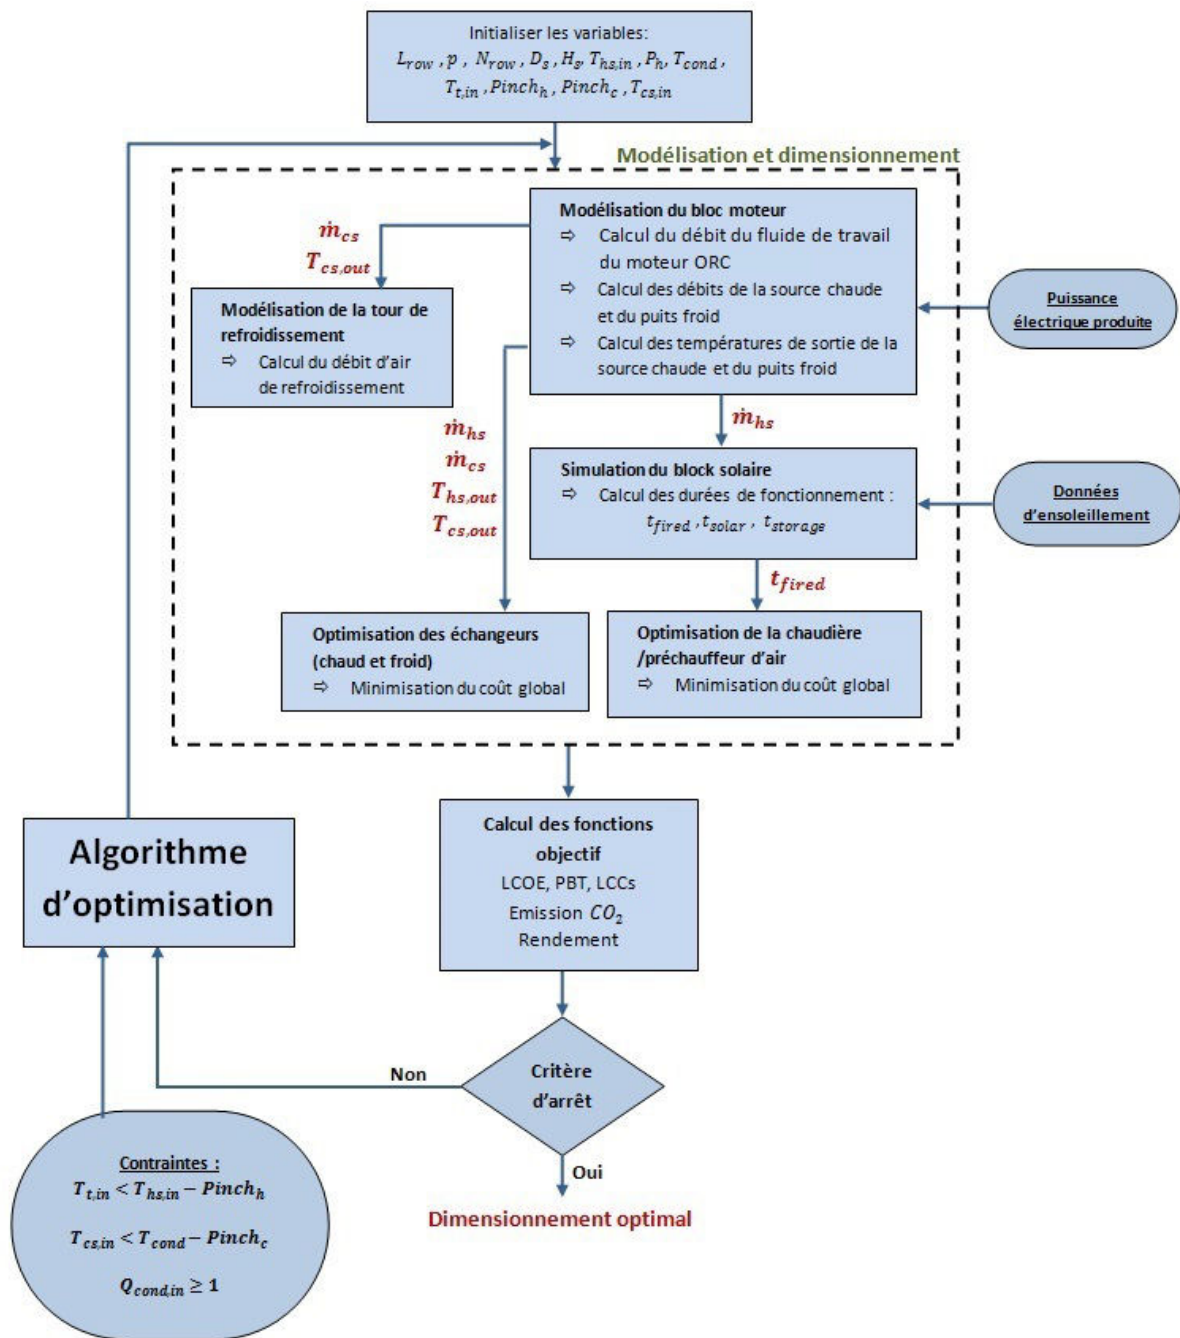 Initialiser les variables:
L_row , p , N_row , D_s , H_s, T_hs,in , P_h , T_cond ,
T_t,in , Pinch_h , Pinch_c , T_cs,in
Modélisation et dimensionnement
Modélisation du bloc moteur
⇨ Calcul du débit du fluide de travail
du moteur ORC
⇨ Calcul des débits de la source chaude
et du puits froid
⇨ Calcul des températures de sortie de la
source chaude et du puits froid
ṁ_cs
T_cs,out
Modélisation de la tour de
refroidissement
⇨ Calcul du débit d'air
de refroidissement
Puissance
électrique produite
ṁ_hs
ṁ_cs
T_hs,out
T_cs,out
ṁ_hs
Simulation du block solaire
⇨ Calcul des durées de fonctionnement :
t_fired , t_solar , t_storage
Données
d'ensoleillement
t_fired
Optimisation des échangeurs
(chaud et froid)
⇨ Minimisation du coût global
Optimisation de la chaudière
/préchauffeur d'air
⇨ Minimisation du coût global
Algorithme
d'optimisation
Calcul des fonctions
objectif
LCOE, PBT, LCCs
Emission CO_2
Rendement
Non
Critère
d'arrêt
Oui
Dimensionnement optimal
Contraintes :
T_t,in < T_hs,in − Pinch_h
T_cs,in < T_cond − Pinch_c
Q_cond,in ≥ 1